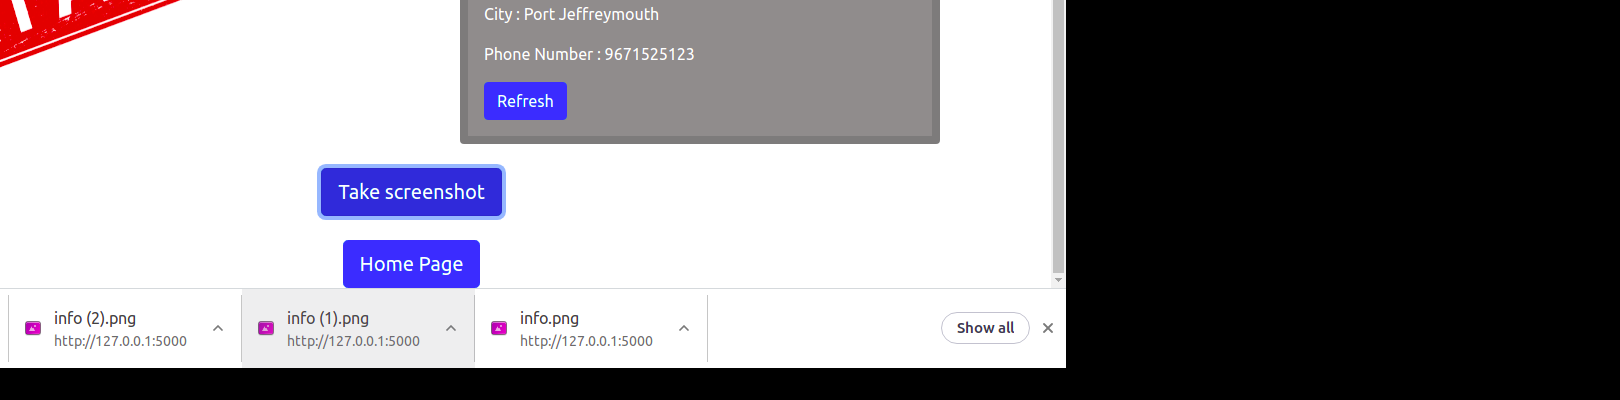 City : Port Jeffreymouth
Phone Number : 9671525123
Refresh
Take screenshot
Home Page
info (2).png
http://127.0.0.1:5000
info (1).png
http://127.0.0.1:5000
info.png
http://127.0.0.1:5000
Show all